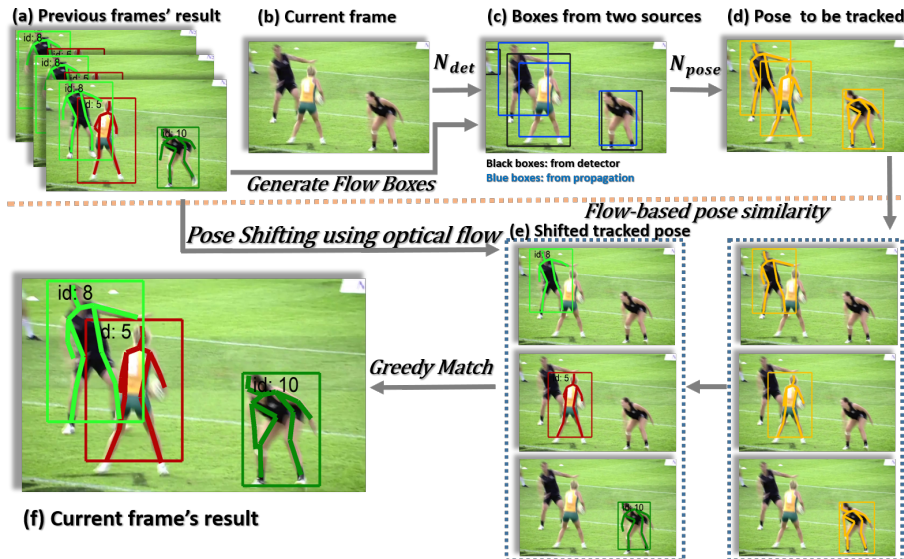 (a) Previous frames' result
(b) Current frame
(c) Boxes from two sources
(d) Pose to be tracked
id: 8
id: 8
id: 5
id: 10
N_det
N_pose
Generate Flow Boxes
Black boxes: from detector
Blue boxes: from propagation
Flow-based pose similarity
Pose Shifting using optical flow
(e) Shifted tracked pose
id: 8
id: 5
id: 10
Greedy Match
id: 8
id: 5
id: 10
(f) Current frame's result